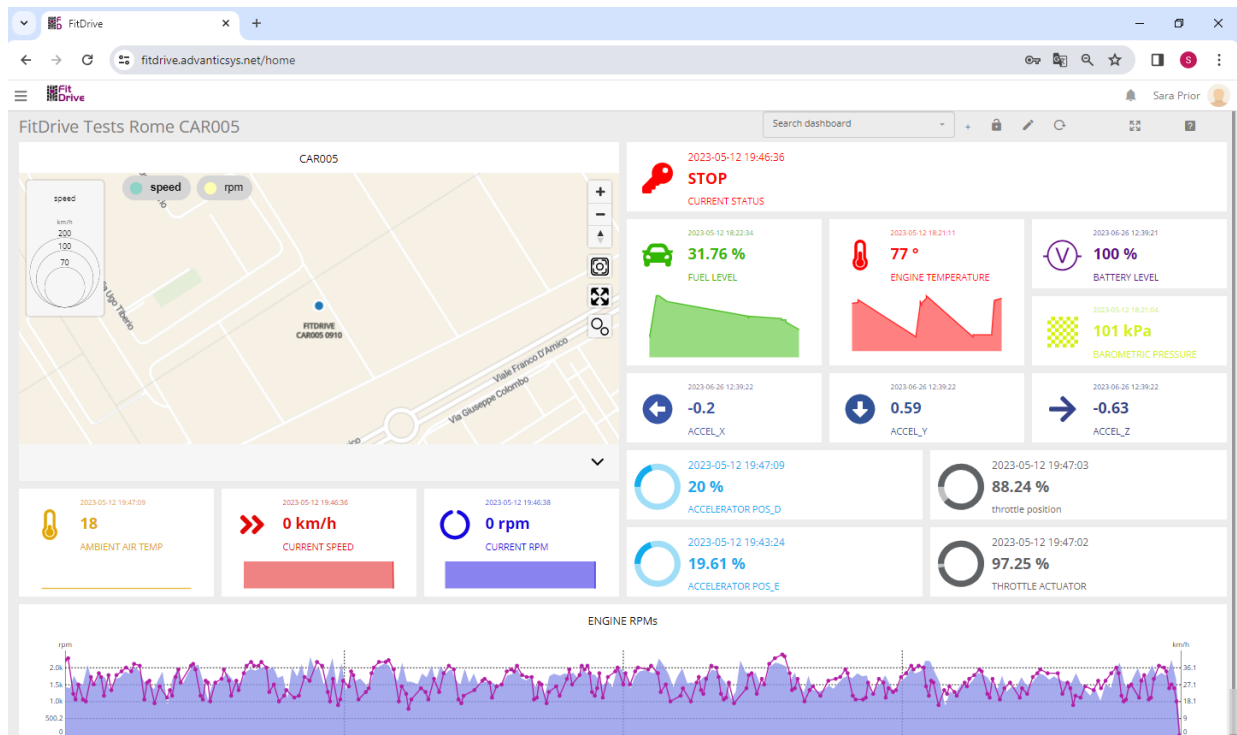 FitDrive
fitdrive.advanticsys.net/home
S
Fit
Drive
Sara Prior
FitDrive Tests Rome CAR005
Search dashboard
CAR005
speed
rpm
speed
km/h
200
100
70
Via Ugo Tiberio
FITDRIVE
CAR005 0910
Viale Franco D'Amico
Via Giuseppe Colombo
2023-05-12 19:46:36
STOP
CURRENT STATUS
2023-05-12 18:22:34
31.76 %
FUEL LEVEL
2023-05-12 18:21:11
77 °
ENGINE TEMPERATURE
V
2023-06-26 12:39:21
100 %
BATTERY LEVEL
2023-05-12 18:21:04
101 kPa
BAROMETRIC PRESSURE
2023-06-26 12:39:22
-0.2
ACCEL_X
2023-06-26 12:39:22
0.59
ACCEL_Y
2023-06-26 12:39:22
-0.63
ACCEL_Z
2023-05-12 19:47:09
20 %
ACCELERATOR POS_D
2023-05-12 19:47:03
88.24 %
throttle position
2023-05-12 19:47:09
18
AMBIENT AIR TEMP
2023-05-12 19:46:36
0 km/h
CURRENT SPEED
2023-05-12 19:46:38
0 rpm
CURRENT RPM
2023-05-12 19:43:24
19.61 %
ACCELERATOR POS_E
2023-05-12 19:47:02
97.25 %
THROTTLE ACTUATOR
ENGINE RPMs
rpm
2.0k
1.5k
1.0k
500.2
0
km/h
36.1
27.1
18.1
9
0